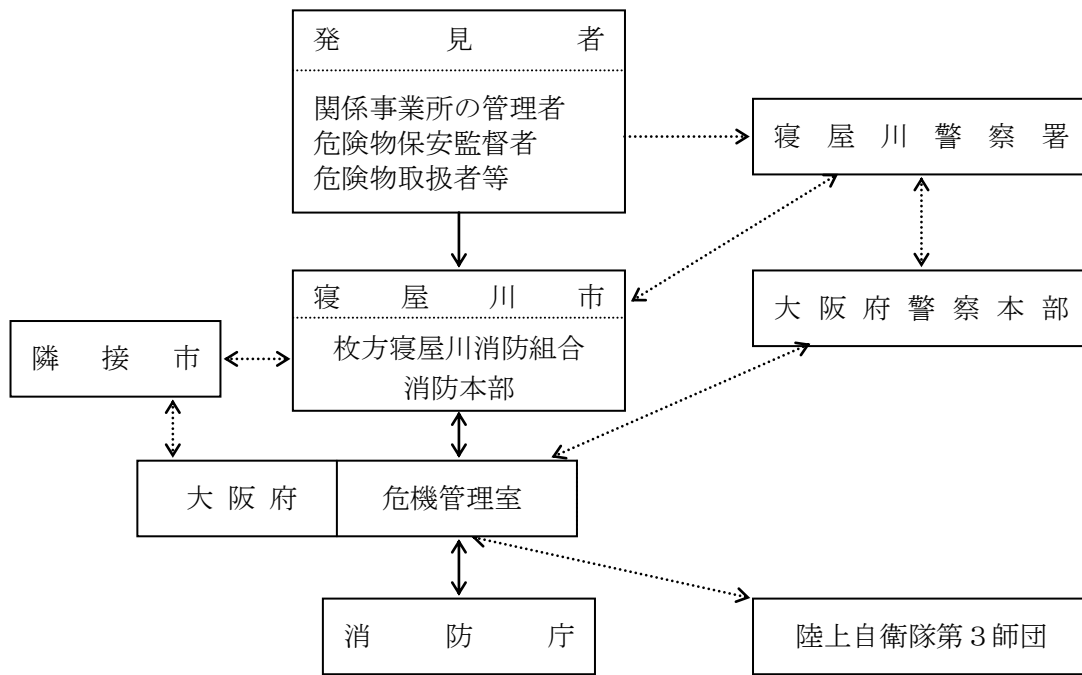 発見者
関係事業所の管理者
危険物保安監督者
危険物取扱者等
寝屋川警察署
寝屋川市
枚方寝屋川消防組合
消防本部
大阪府警察本部
隣接市
大阪府
危機管理室
消防庁
陸上自衛隊第3師団